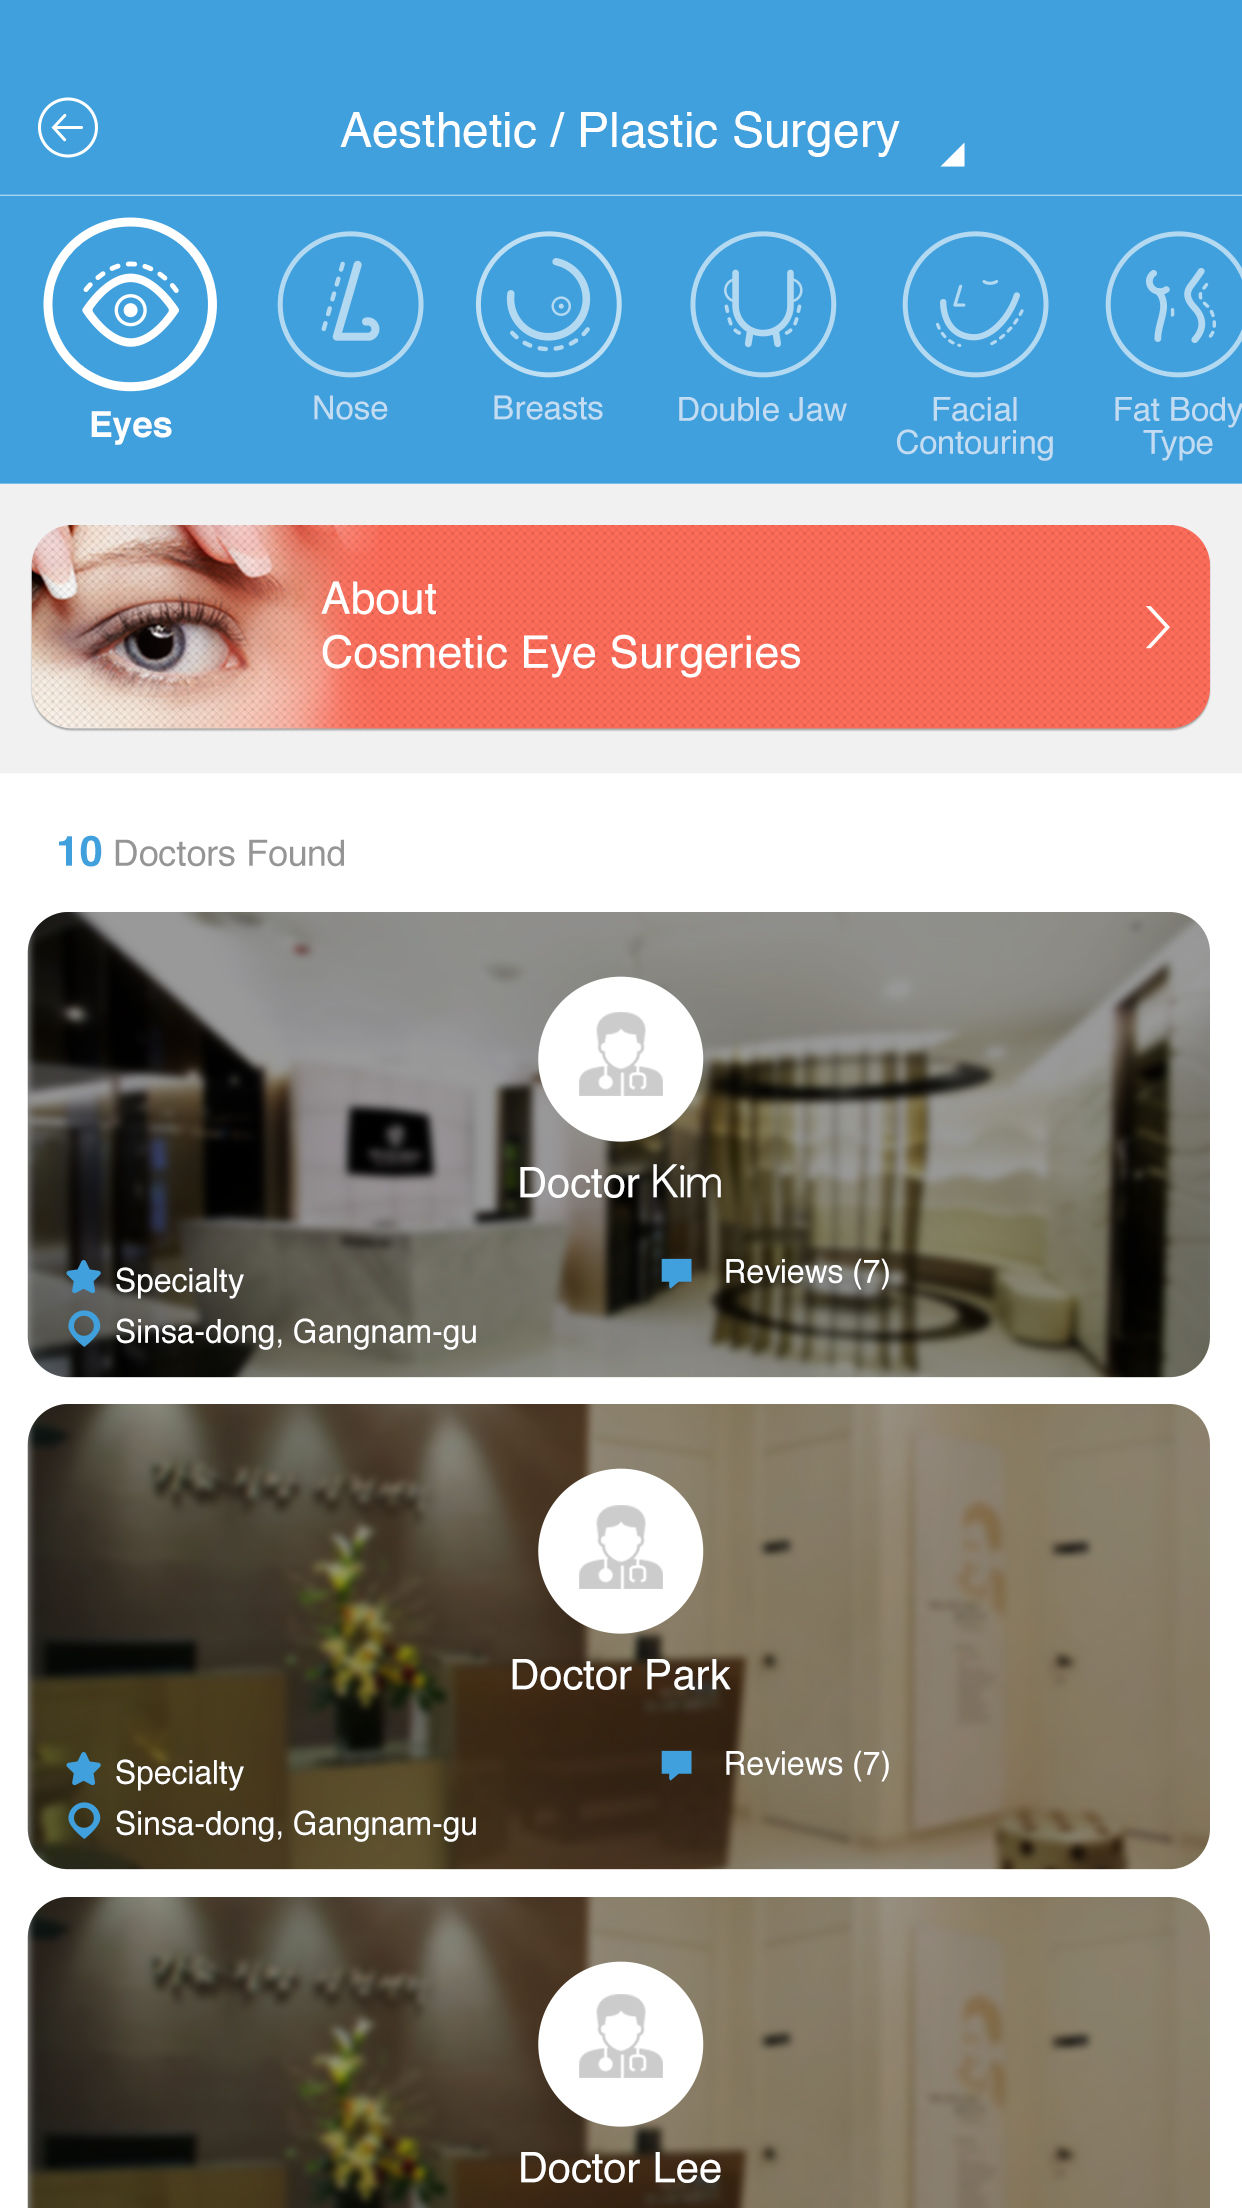 Aesthetic / Plastic Surgery
Eyes
Nose
Breasts
Double Jaw
Facial
Contouring
Fat Body
Type
About
Cosmetic Eye Surgeries
10 Doctors Found
Doctor Kim
Specialty
Reviews (7)
Sinsa-dong, Gangnam-gu
Doctor Park
Specialty
Reviews (7)
Sinsa-dong, Gangnam-gu
Doctor Lee